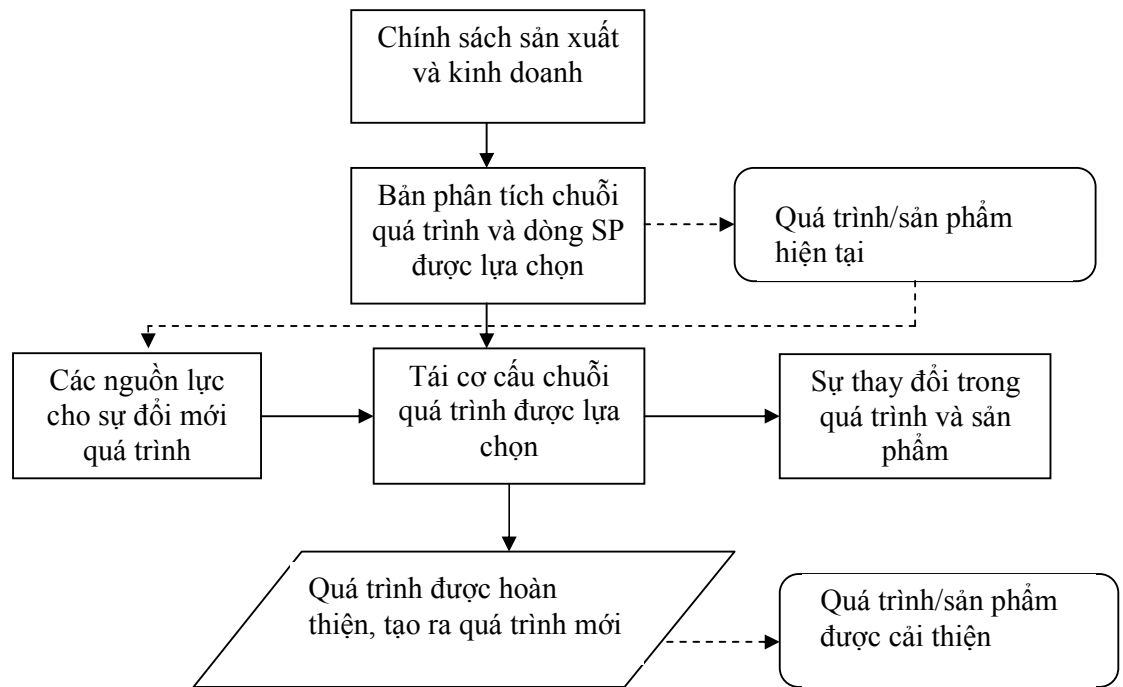 Chính sách sản xuất
và kinh doanh
Bản phân tích chuỗi
quá trình và dòng SP
được lựa chọn
Quá trình/sản phẩm
hiện tại
Các nguồn lực
cho sự đổi mới
quá trình
Tái cơ cấu chuỗi
quá trình được lựa
chọn
Sự thay đổi trong
quá trình và sản
phẩm
Quá trình được hoàn
thiện, tạo ra quá trình mới
Quá trình/sản phẩm
được cải thiện